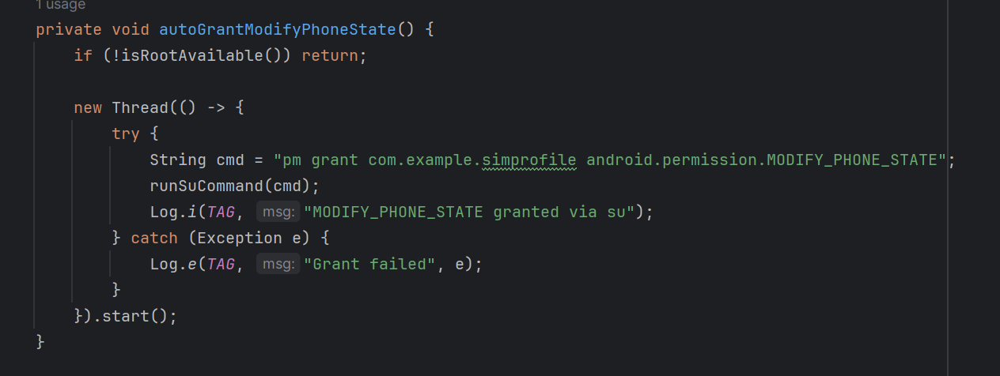 1 usage
private void autoGrantModifyPhoneState() {
if (!isRootAvailable()) return;
new Thread(() -> {
try {
String cmd = "pm grant com.example.simprofile android.permission.MODIFY_PHONE_STATE";
runSuCommand(cmd);
Log.i(TAG, msg: "MODIFY_PHONE_STATE granted via su");
} catch (Exception e) {
Log.e(TAG, msg: "Grant failed", e);
}
}).start();
}